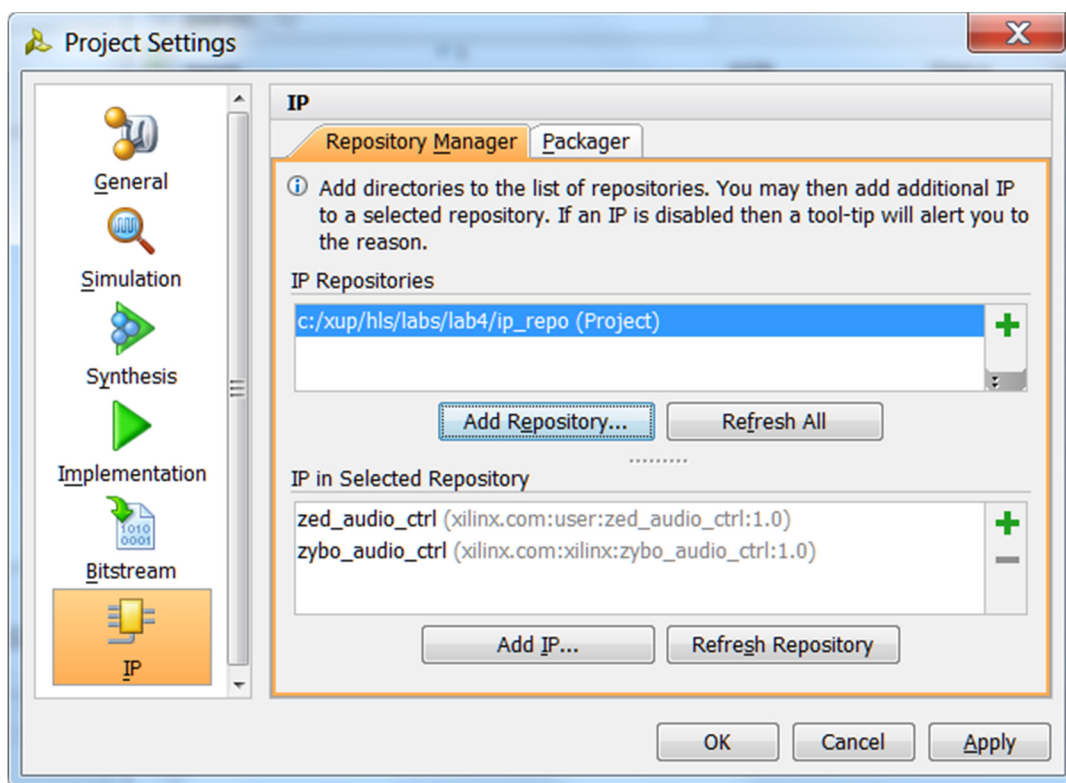 Project Settings
X
General
Simulation
Synthesis
Implementation
1010
0001
Bitstream
IP
IP
Repository Manager
Packager
Add directories to the list of repositories. You may then add additional IP
to a selected repository. If an IP is disabled then a tool-tip will alert you to
the reason.
IP Repositories
c:/xup/hls/labs/lab4/ip_repo (Project)
Add Repository...
Refresh All
IP in Selected Repository
zed_audio_ctrl (xilinx.com:user:zed_audio_ctrl:1.0)
zybo_audio_ctrl (xilinx.com:xilinx:zybo_audio_ctrl:1.0)
Add IP...
Refresh Repository
OK
Cancel
Apply